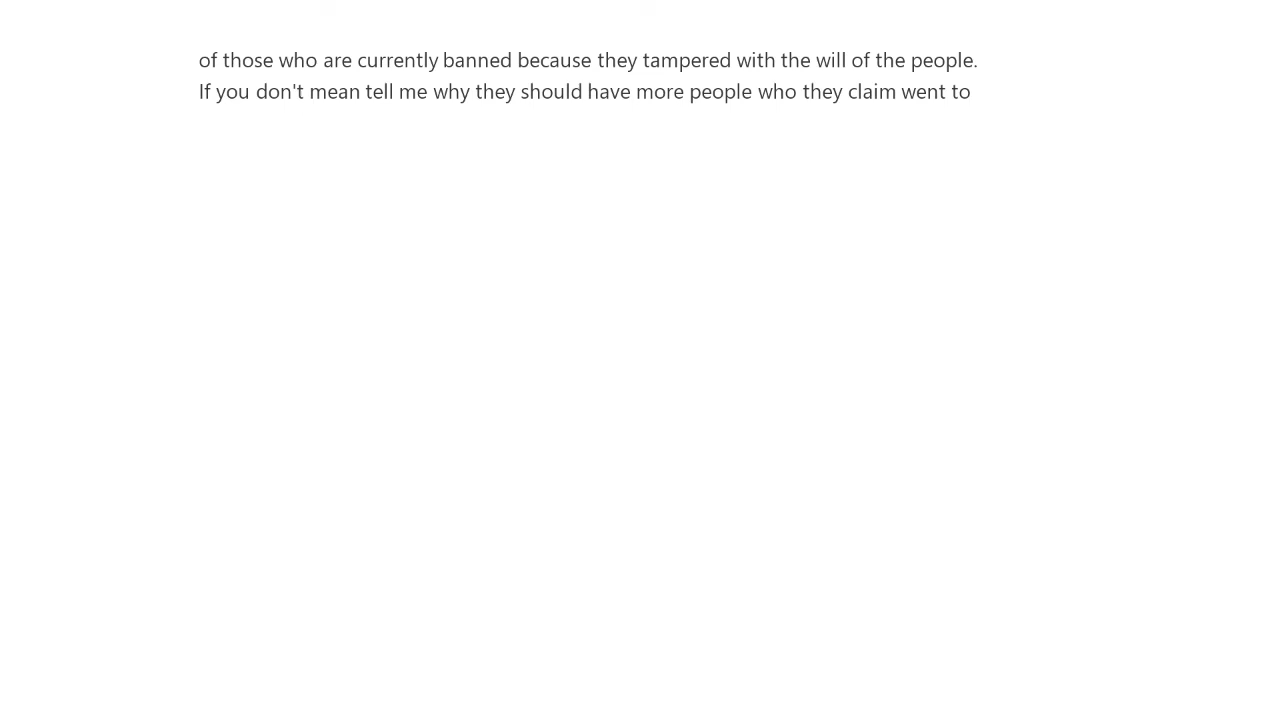 of those who are currently banned because they tampered with the will of the people.
If you don't mean tell me why they should have more people who they claim went to